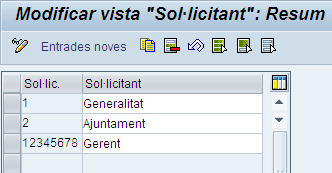 Modificar vista "Sol·licitant": Resum
Entrades noves
Sol·lic. Sol·licitant
1 Generalitat
2 Ajuntament
12345678 Gerent